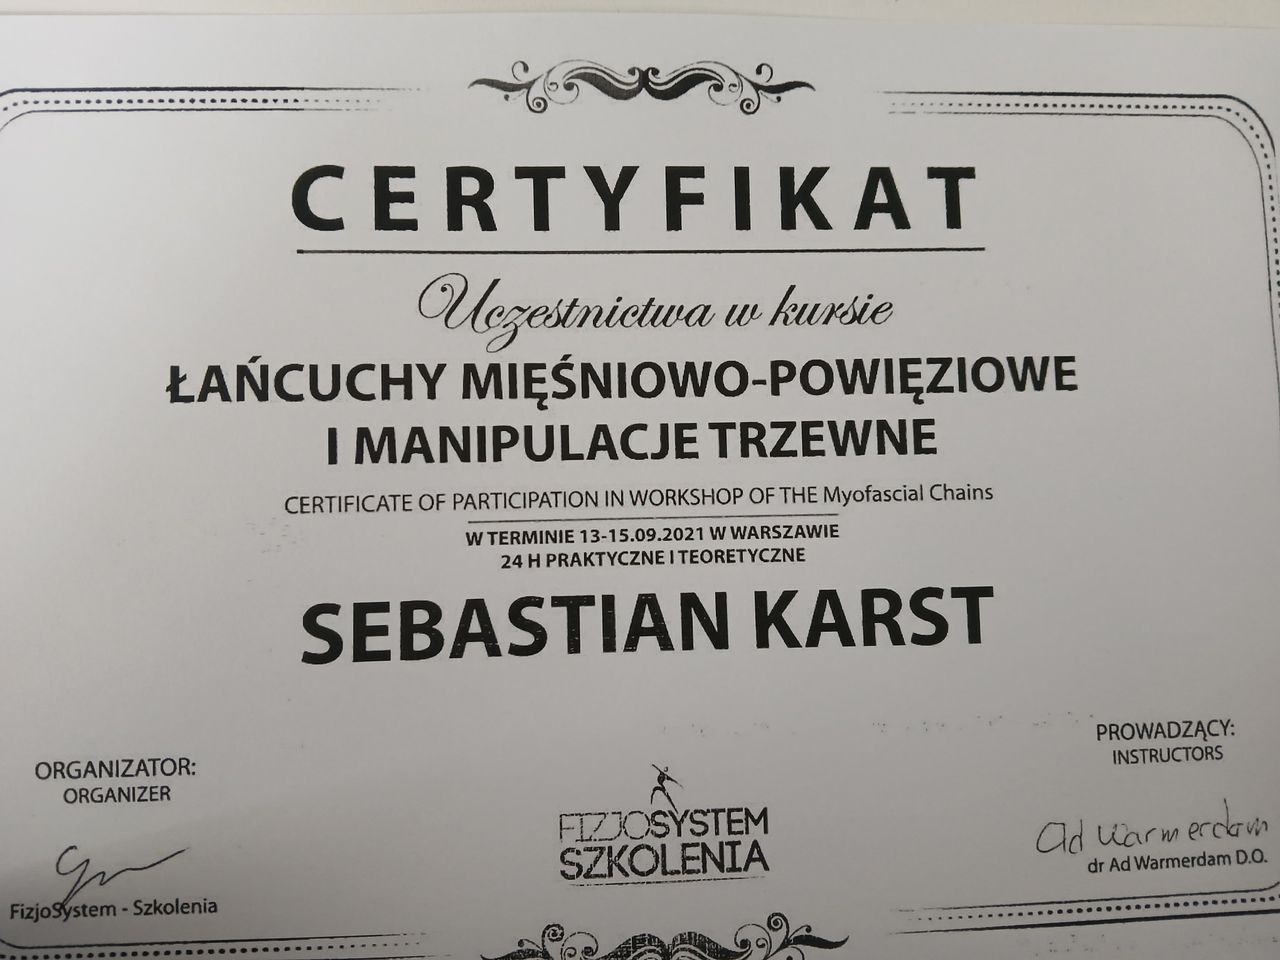 CERTYFIKAT
Uczestnictwa w kursie
ŁAŃCUCHY MIĘŚNIOWO-POWIĘZIOWE
I MANIPULACJE TRZEWNE
CERTIFICATE OF PARTICIPATION IN WORKSHOP OF THE Myofascial Chains
W TERMINIE 13-15.09.2021 W WARSZAWIE
24 H PRAKTYCZNE I TEORETYCZNE
SEBASTIAN KARST
ORGANIZATOR:
ORGANIZER
FizjoSystem - Szkolenia
FIZJOSYSTEM
SZKOLENIA
PROWADZĄCY:
INSTRUCTORS
Ad Warmerdam
dr Ad Warmerdam D.O.